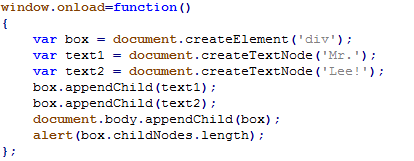 window.onload=function()
{
var box = document.createElement('div');
var text1 = document.createTextNode('Mr.');
var text2 = document.createTextNode('Lee!');
box.appendChild(text1);
box.appendChild(text2);
document.body.appendChild(box);
alert(box.childNodes.length);
};